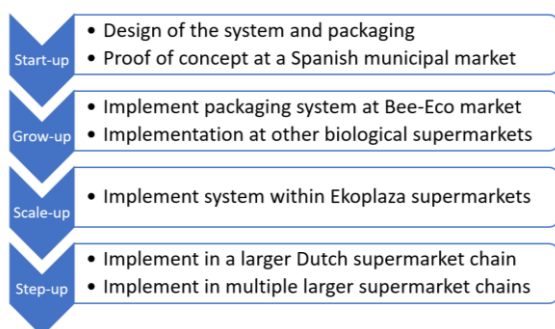 Start-up
• Design of the system and packaging
• Proof of concept at a Spanish municipal market
Grow-up
• Implement packaging system at Bee-Eco market
• Implementation at other biological supermarkets
Scale-up
• Implement system within Ekoplaza supermarkets
Step-up
• Implement in a larger Dutch supermarket chain
• Implement in multiple larger supermarket chains